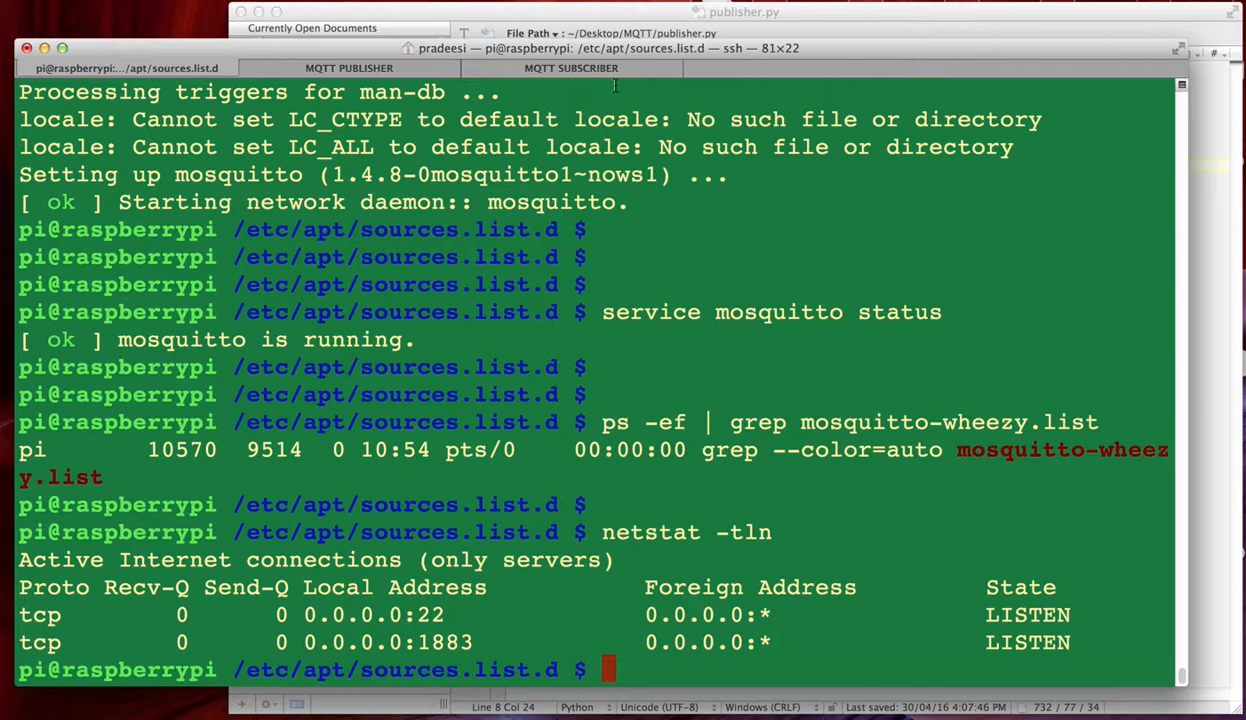 publisher.py
Currently Open Documents
File Path ▾ : ~/Desktop/MQTT/publisher.py
pradeesi — pi@raspberrypi: /etc/apt/sources.list.d — ssh — 81×22
pi@raspberrypi:.../apt/sources.list.d
MQTT PUBLISHER
MQTT SUBSCRIBER
Processing triggers for man-db ...
locale: Cannot set LC_CTYPE to default locale: No such file or directory
locale: Cannot set LC_ALL to default locale: No such file or directory
Setting up mosquitto (1.4.8-0mosquitto1~nows1) ...
[ ok ] Starting network daemon:: mosquitto.
pi@raspberrypi /etc/apt/sources.list.d $
pi@raspberrypi /etc/apt/sources.list.d $
pi@raspberrypi /etc/apt/sources.list.d $
pi@raspberrypi /etc/apt/sources.list.d $ service mosquitto status
[ ok ] mosquitto is running.
pi@raspberrypi /etc/apt/sources.list.d $
pi@raspberrypi /etc/apt/sources.list.d $
pi@raspberrypi /etc/apt/sources.list.d $ ps -ef | grep mosquitto-wheezy.list
pi 10570 9514 0 10:54 pts/0 00:00:00 grep --color=auto mosquitto-wheez
y.list
pi@raspberrypi /etc/apt/sources.list.d $
pi@raspberrypi /etc/apt/sources.list.d $ netstat -tln
Active Internet connections (only servers)
Proto Recv-Q Send-Q Local Address Foreign Address State
tcp 0 0 0.0.0.0:22 0.0.0.0:* LISTEN
tcp 0 0 0.0.0.0:1883 0.0.0.0:* LISTEN
pi@raspberrypi /etc/apt/sources.list.d $
Line 8 Col 24 Python Unicode (UTF-8) Windows (CRLF) Last saved: 30/04/16 4:07:46 PM 732 / 77 / 34